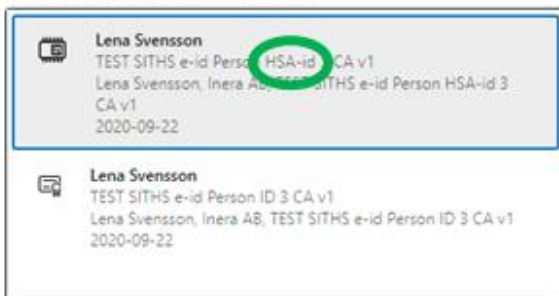 Lena Svensson
TEST SITHS e-id Person HSA-id CA v1
Lena Svensson, Inera AB, SITHS e-id Person HSA-id 3
CA v1
2020-09-22
Lena Svensson
TEST SITHS e-id Person ID 3 CA v1
Lena Svensson, Inera AB, TEST SITHS e-id Person ID 3 CA v1
2020-09-22